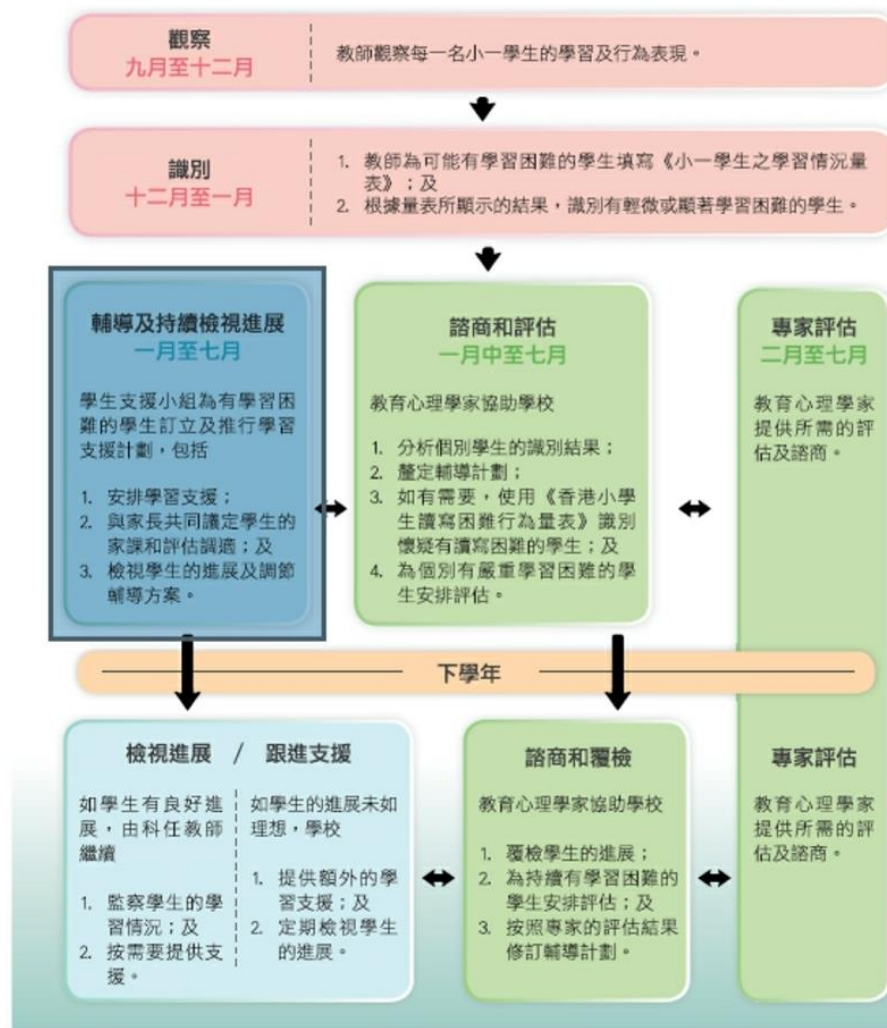 觀察
九月至十二月
教師觀察每一名小一學生的學習及行為表現。
識別
十二月至一月
1. 教師為可能有學習困難的學生填寫《小一學生之學習情況量
表》；及
2. 根據量表所顯示的結果，識別有輕微或顯著學習困難的學生。
輔導及持續檢視進展
一月至七月
學生支援小組為有學習困
難的學生訂立及推行學習
支援計劃，包括
1. 安排學習支援；
2. 與家長共同議定學生的
家課和評估調適；及
3. 檢視學生的進展及調節
輔導方案。
諮商和評估
一月中至七月
教育心理學家協助學校
1. 分析個別學生的識別結果；
2. 釐定輔導計劃；
3. 如有需要，使用《香港小學
生讀寫困難行為量表》識別
懷疑有讀寫困難的學生；及
4. 為個別有嚴重學習困難的學
生安排評估。
專家評估
二月至七月
教育心理學家
提供所需的評
估及諮商。
下學年
檢視進展 / 跟進支援
如學生有良好進
展，由科任教師
繼續
1. 監察學生的學
習情況；及
2. 按需要提供支
援。
如學生的進展未如
理想，學校
1. 提供額外的學
習支援；及
2. 定期檢視學生
的進展。
諮商和覆檢
教育心理學家協助學校
1. 覆檢學生的進展；
2. 為持續有學習困難的
學生安排評估；及
3. 按照專家的評估結果
修訂輔導計劃。
專家評估
教育心理學家
提供所需的評
估及諮商。